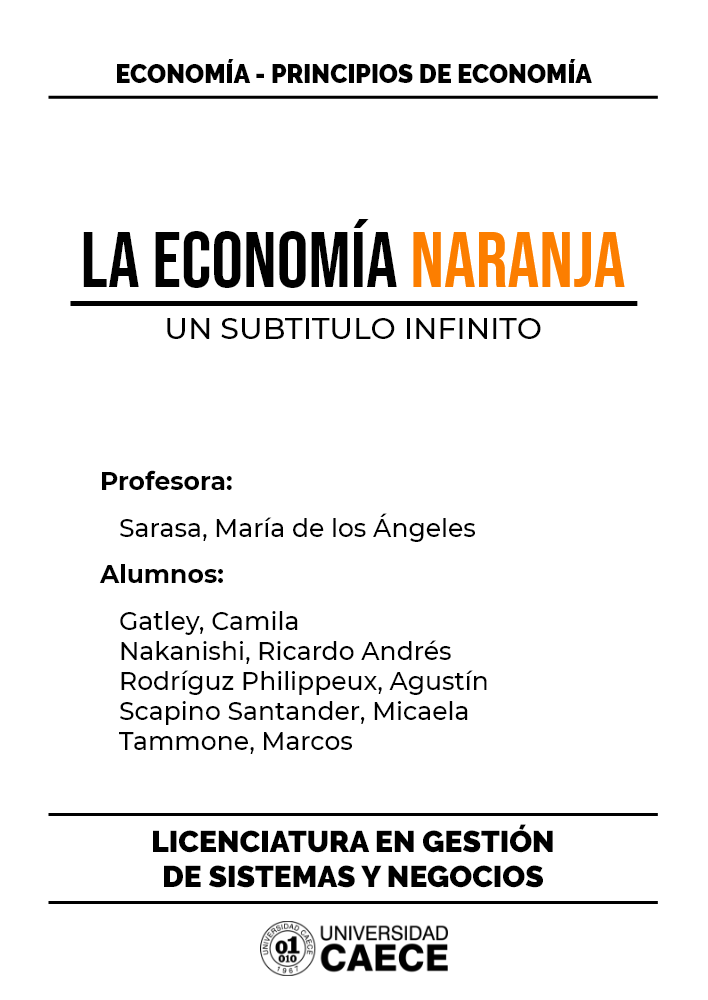 ECONOMÍA - PRINCIPIOS DE ECONOMÍA
LA ECONOMÍA NARANJA
UN SUBTITULO INFINITO
Profesora:
Sarasa, María de los Ángeles
Alumnos:
Gatley, Camila
Nakanishi, Ricardo Andrés
Rodríguz Philippeux, Agustín
Scapino Santander, Micaela
Tammone, Marcos
LICENCIATURA EN GESTIÓN
DE SISTEMAS Y NEGOCIOS
UNIVERSIDAD CAECE
01
010
1967
UNIVERSIDAD
CAECE